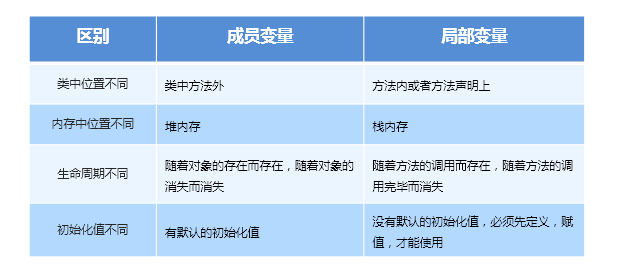 区别 成员变量 局部变量
类中位置不同 类中方法外 方法内或者方法声明上
内存中位置不同 堆内存 栈内存
生命周期不同 随着对象的存在而存在，随着对象的 随着方法的调用而存在，随着方法的调
消失而消失 用完毕而消失
初始化值不同 有默认的初始化值 没有默认的初始化值，必须先定义，赋
值，才能使用